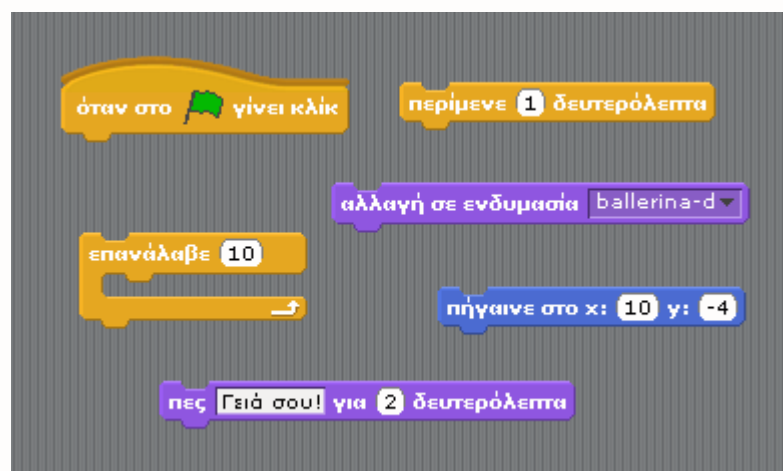 όταν στο γίνει κλίκ
περίμενε 1 δευτερόλεπτα
αλλαγή σε ενδυμασία ballerina-d
επανάλαβε 10
πήγαινε στο x: 10 y: -4
πες Γειά σου! για 2 δευτερόλεπτα